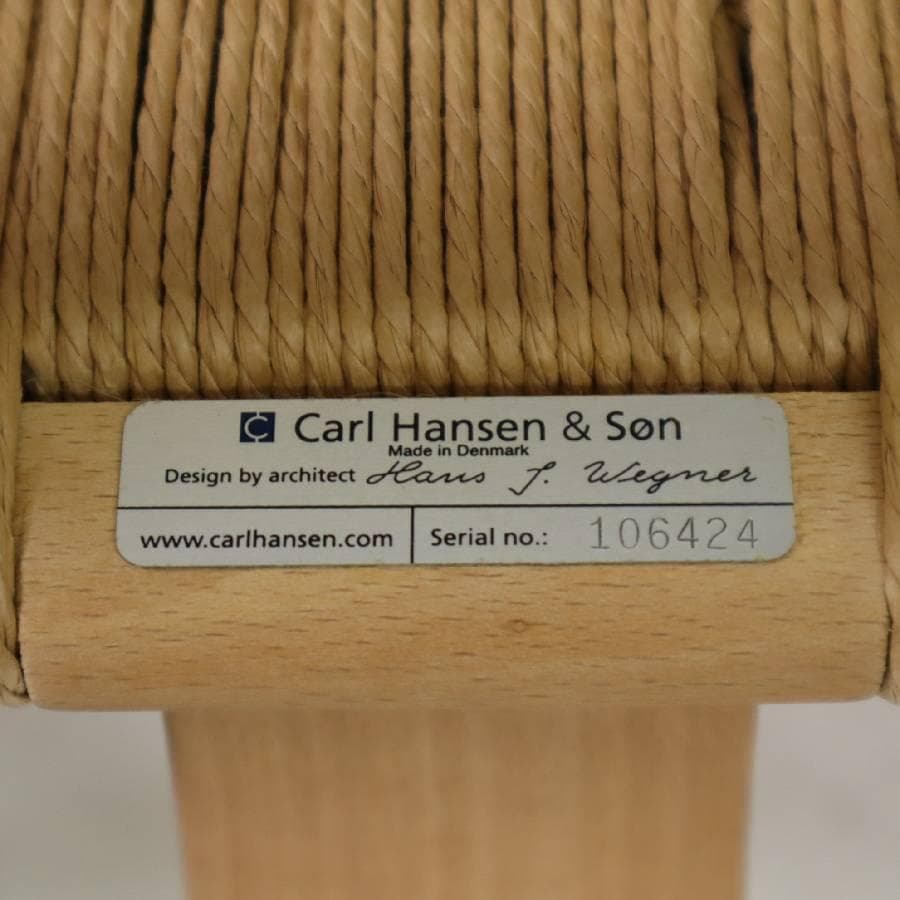 Carl Hansen & Søn
Made in Denmark
Design by architect Hans J. Wegner
www.carlhansen.com
Serial no.: 106424